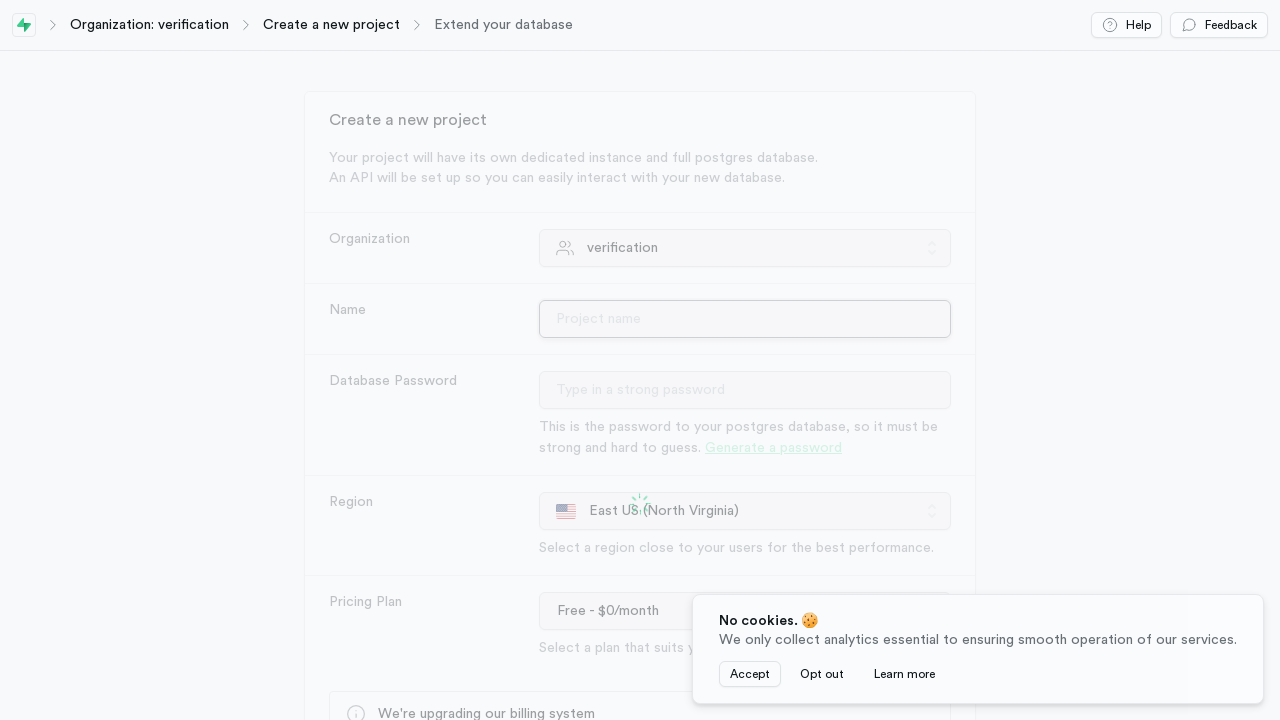 Organization: verification
Create a new project
Extend your database
Help
Feedback
Create a new project
Your project will have its own dedicated instance and full postgres database.
An API will be set up so you can easily interact with your new database.
Organization
verification
Name
Project name
Database Password
Type in a strong password
This is the password to your postgres database, so it must be
strong and hard to guess. Generate a password
Region
East US (North Virginia)
Select a region close to your users for the best performance.
Pricing Plan
Free - $0/month
Select a plan that suits
We're upgrading our billing system
No cookies. 🍪
We only collect analytics essential to ensuring smooth operation of our services.
Accept
Opt out
Learn more